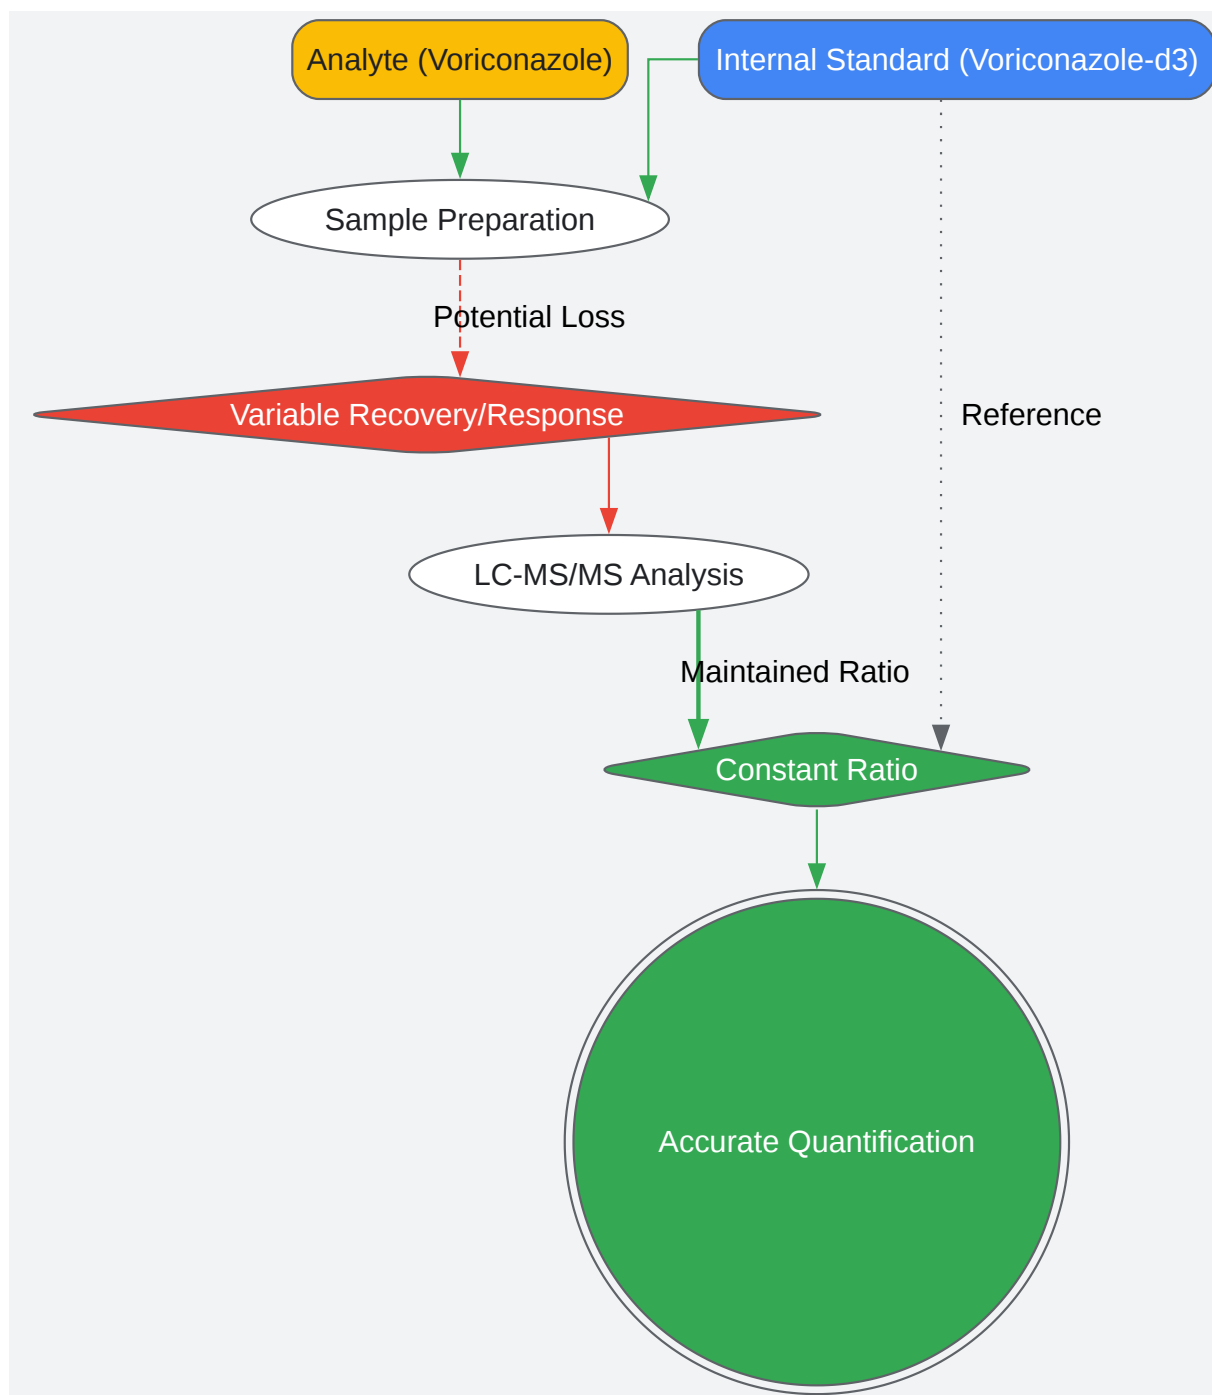 Analyte (Voriconazole)
Internal Standard (Voriconazole-d3)
Sample Preparation
Potential Loss
Variable Recovery/Response
Reference
LC-MS/MS Analysis
Maintained Ratio
Constant Ratio
Accurate Quantification